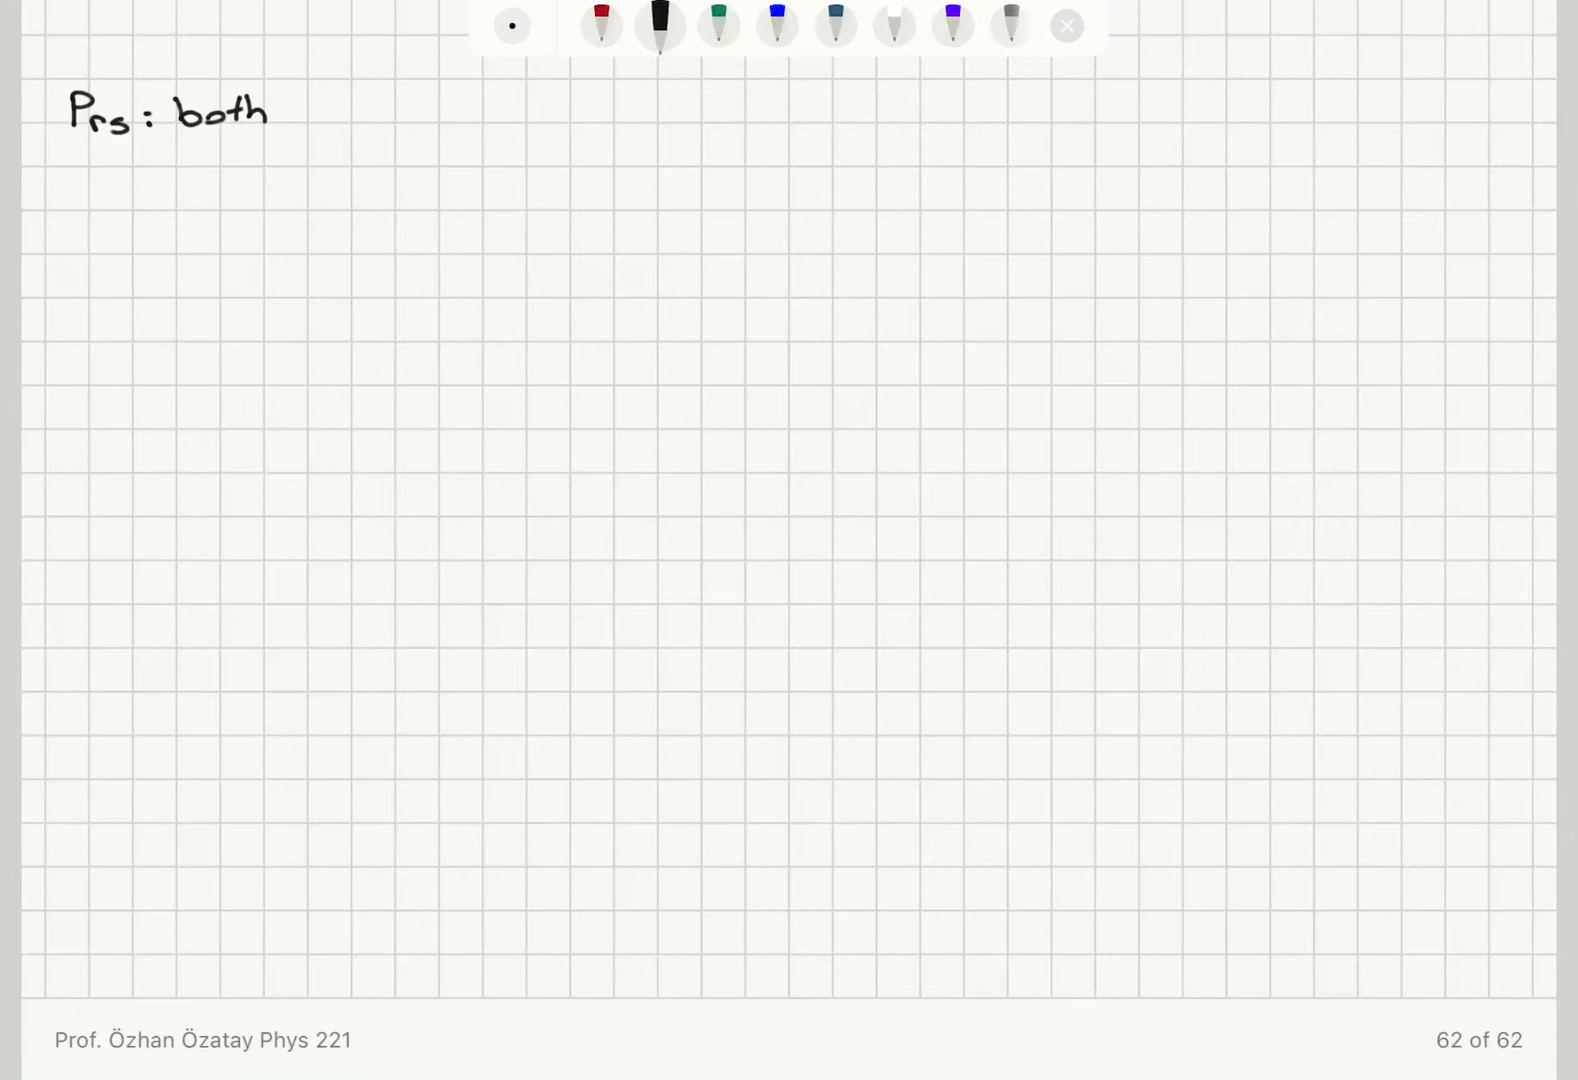 Prs : both
Prof. Özhan Özatay Phys 221
62 of 62